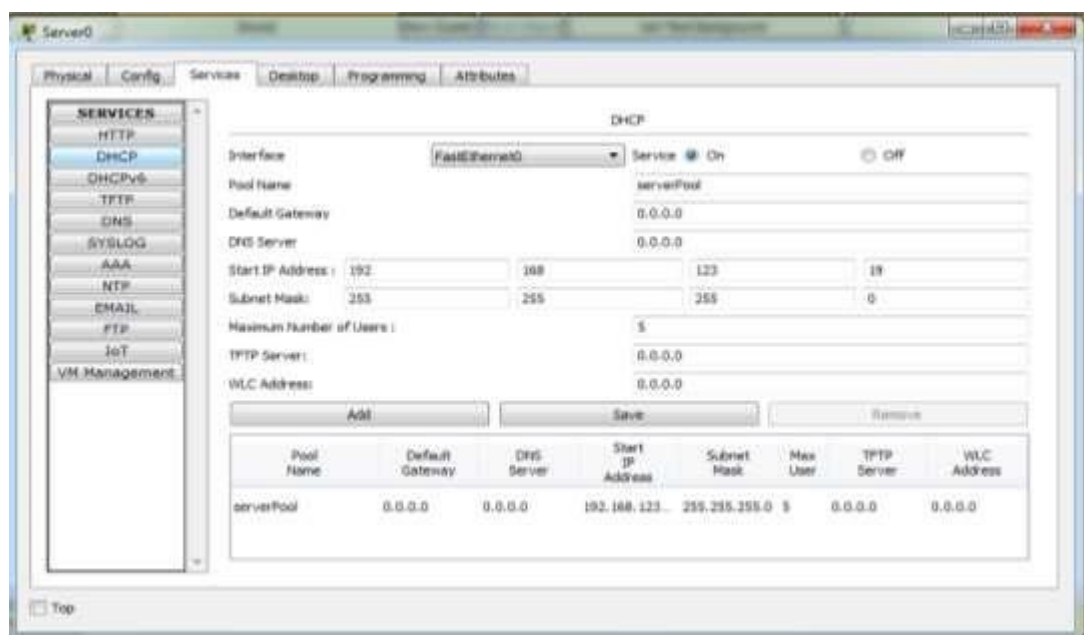 Server0
Physical Config Services Desktop Programming Attributes
SERVICES
HTTP
DHCP
DHCPv6
TFTP
DNS
SYSLOG
AAA
NTP
EMAIL
FTP
IoT
VM Management
DHCP
Interface FastEthernet0 Service On Off
Pool Name serverPool
Default Gateway 0.0.0.0
DNS Server 0.0.0.0
Start IP Address : 192 168 123 19
Subnet Mask: 255 255 255 0
Maximum Number of Users : 5
TFTP Server: 0.0.0.0
WLC Address: 0.0.0.0
Add Save Remove
Pool Name Default Gateway DNS Server Start IP Address Subnet Mask Max User TFTP Server WLC Address
serverPool 0.0.0.0 0.0.0.0 192.168.123... 255.255.255.0 5 0.0.0.0 0.0.0.0
Top